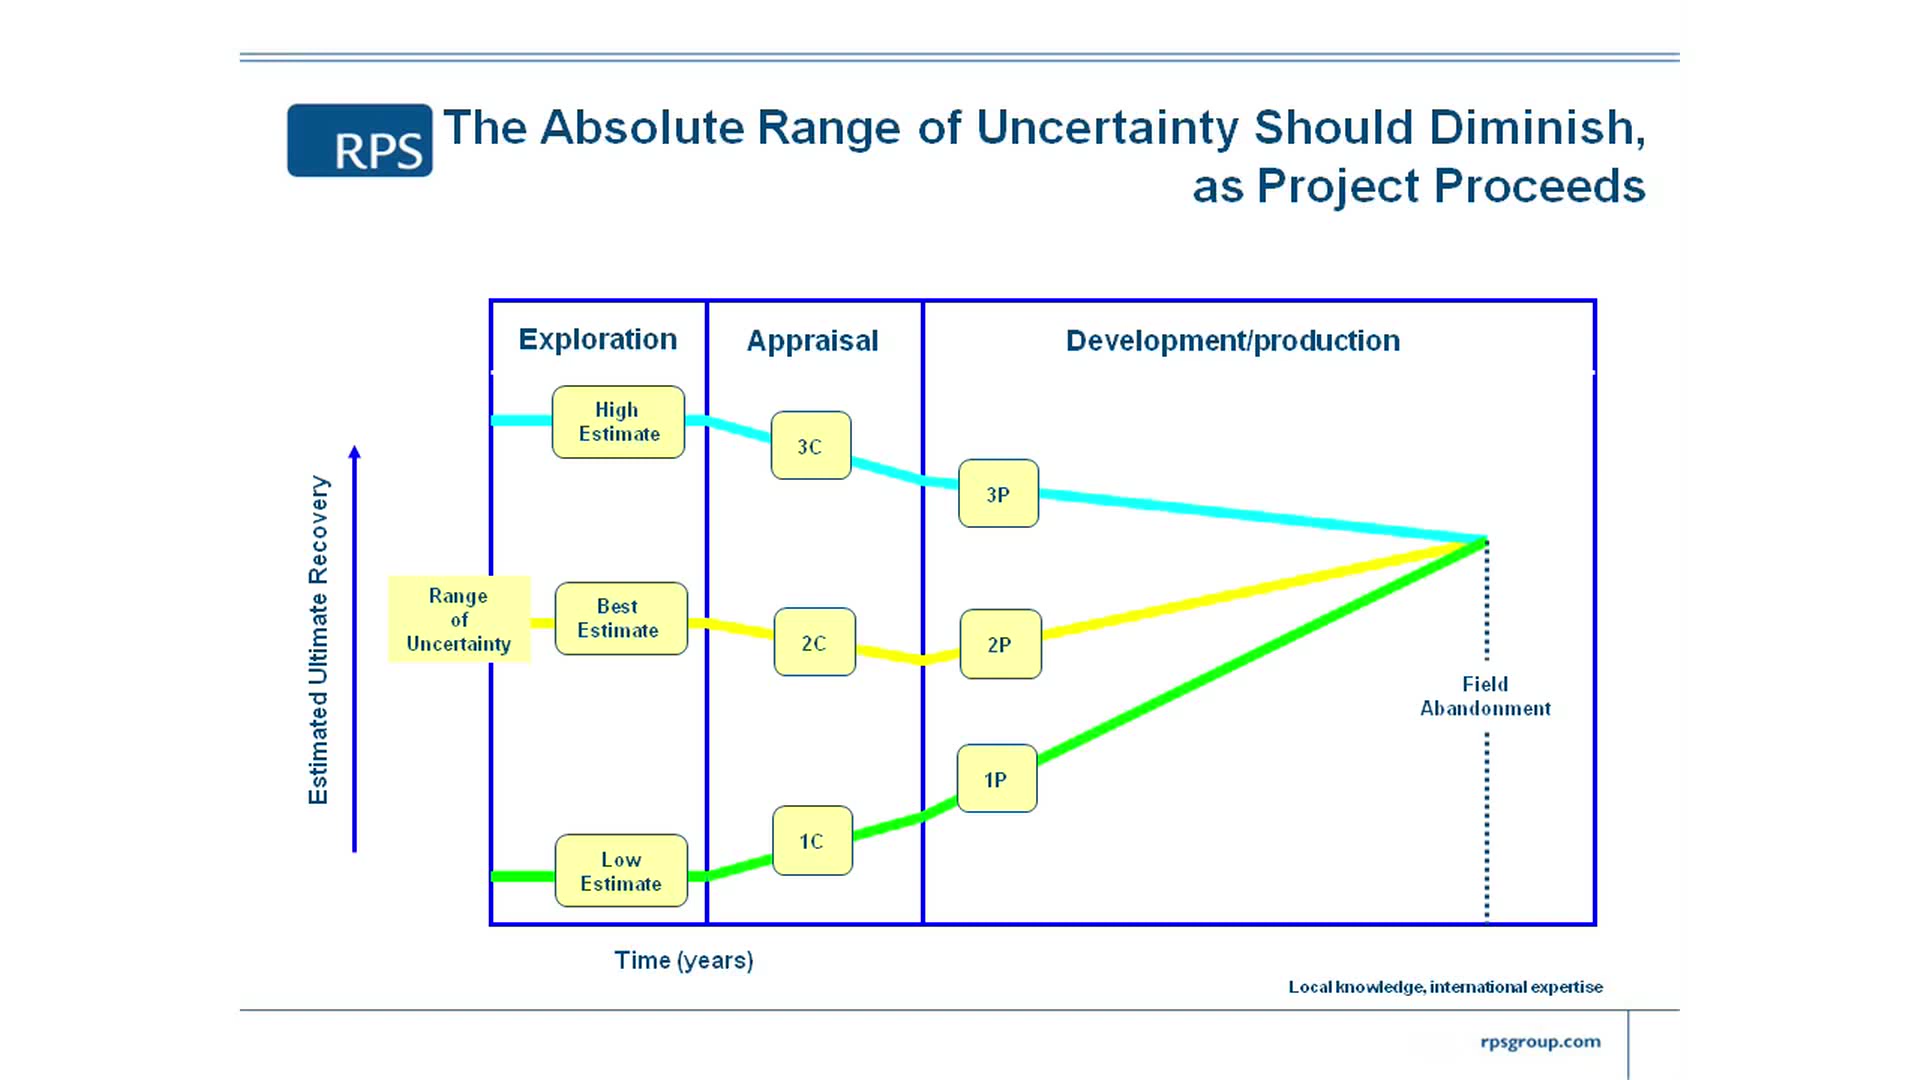 RPS
The Absolute Range of Uncertainty Should Diminish,
as Project Proceeds
Exploration
Appraisal
Development/production
High
Estimate
3C
3P
Estimated Ultimate Recovery
Range
of
Uncertainty
Best
Estimate
2C
2P
Field
Abandonment
1P
1C
Low
Estimate
Time (years)
Local knowledge, international expertise
rpsgroup.com